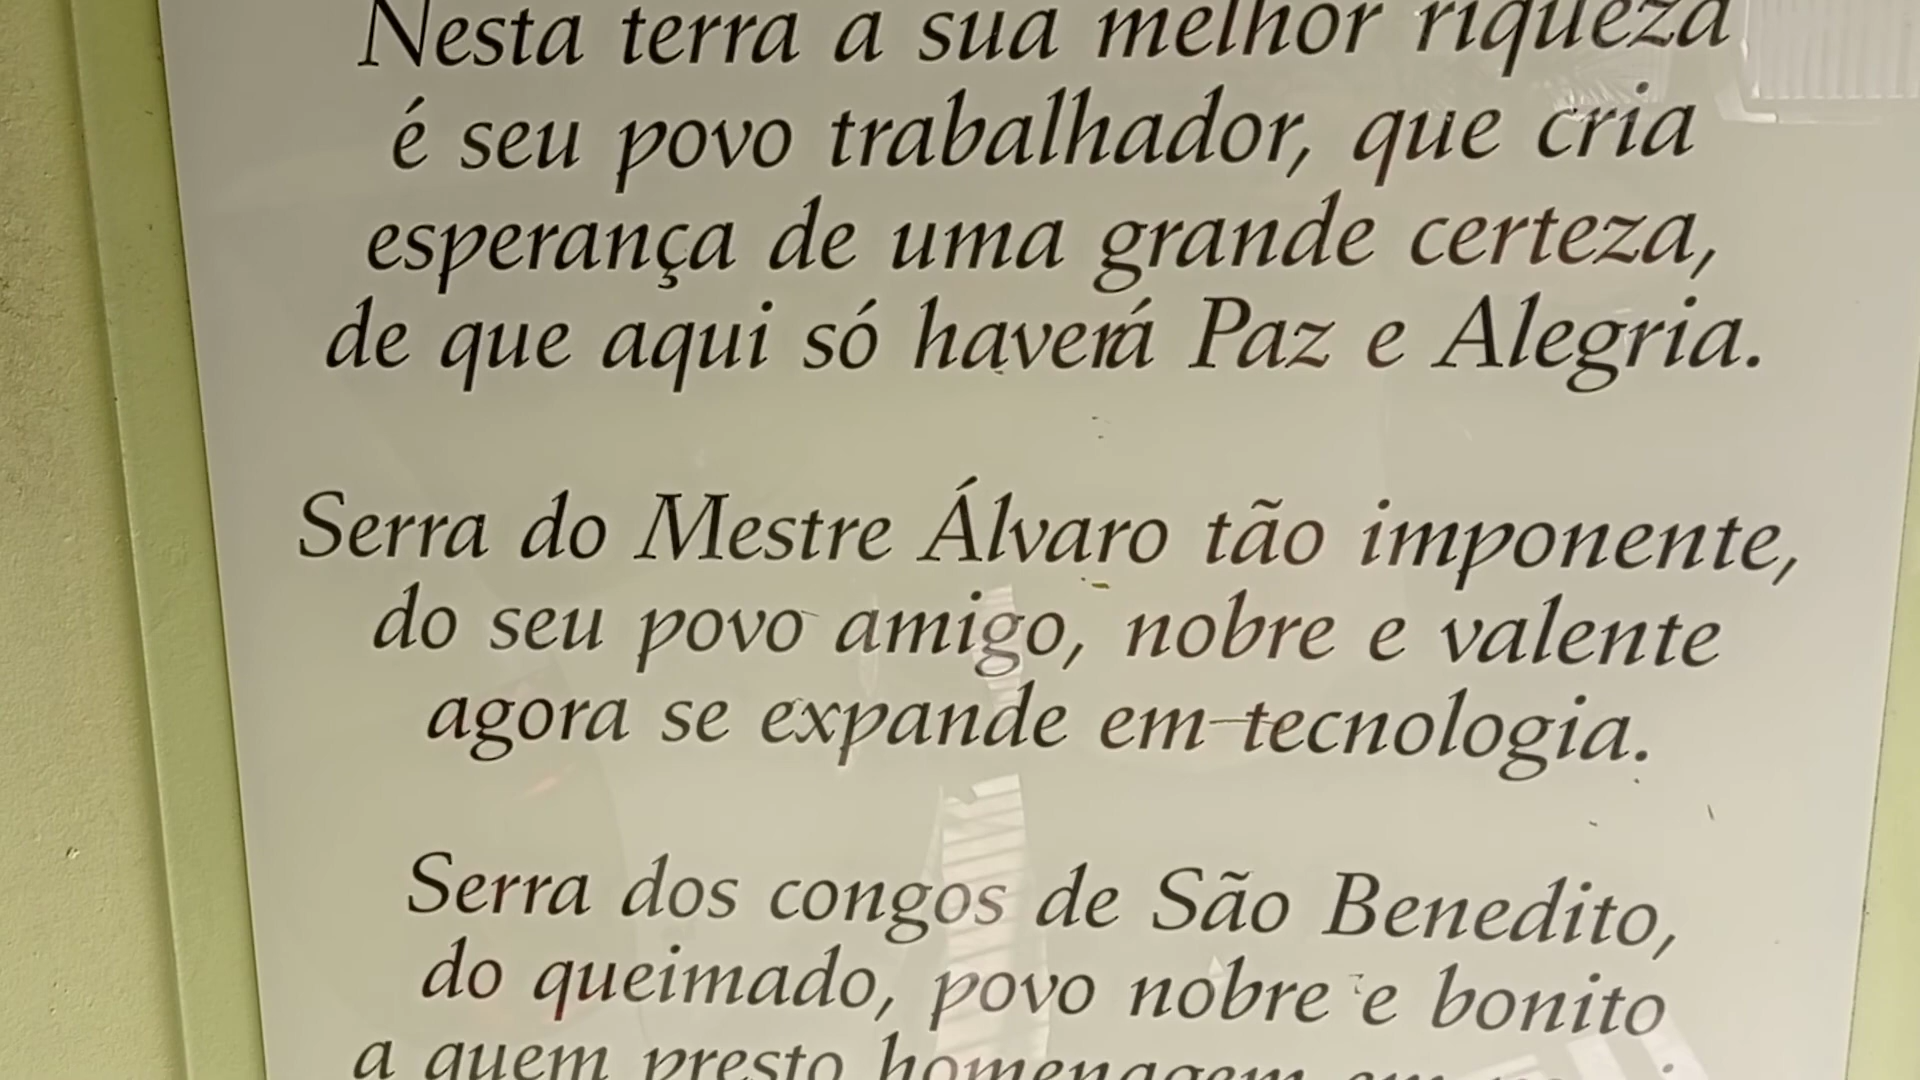 Nesta terra a sua melhor riqueza
é seu povo trabalhador, que cria
esperança de uma grande certeza,
de que aqui só haverá Paz e Alegria.
Serra do Mestre Álvaro tão imponente,
do seu povo amigo, nobre e valente
agora se expande em tecnologia.
Serra dos congos de São Benedito,
do queimado, povo nobre e bonito
a quem presto homenagem em